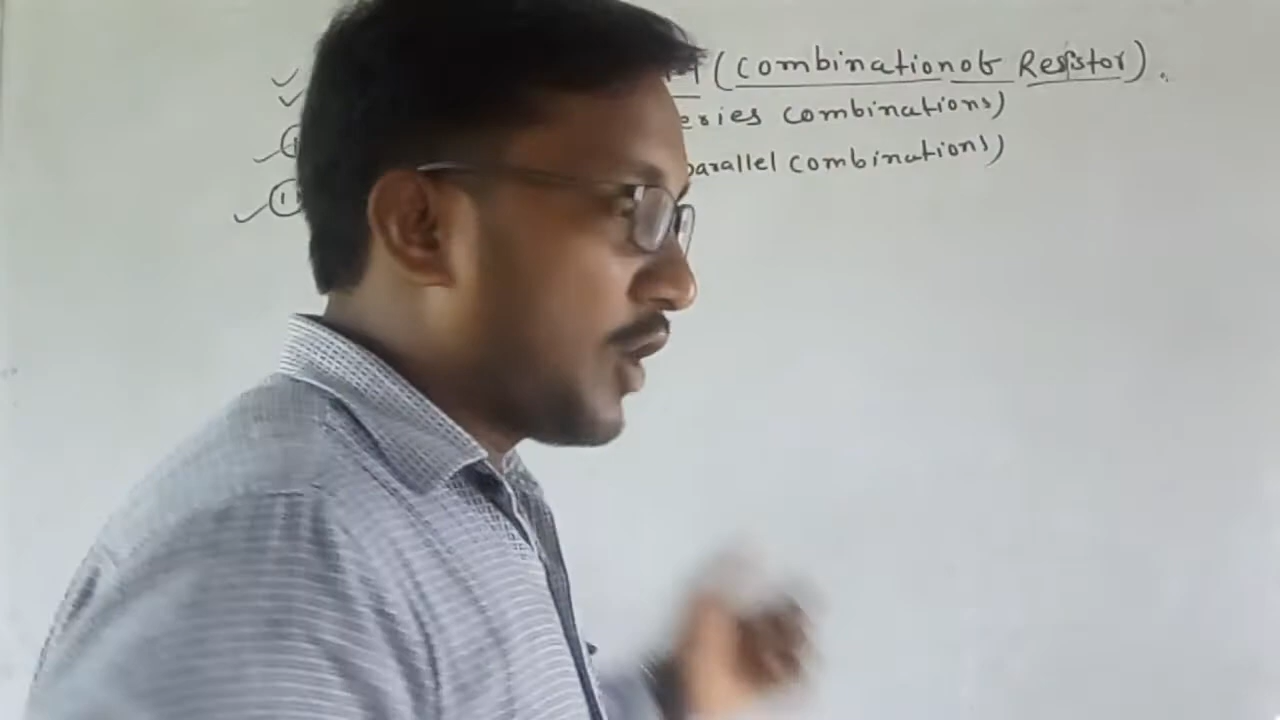 (combination of Resistor).
eries combinations)
parallel combinations)